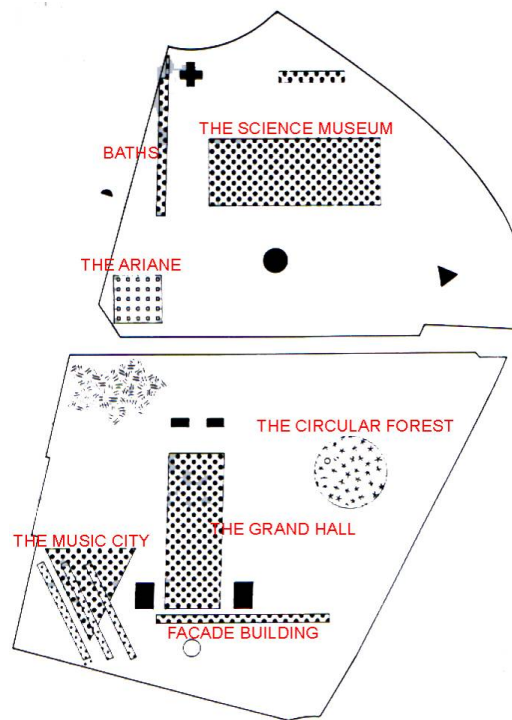 THE SCIENCE MUSEUM
BATHS
THE ARIANE
THE CIRCULAR FOREST
THE GRAND HALL
THE MUSIC CITY
FACADE BUILDING